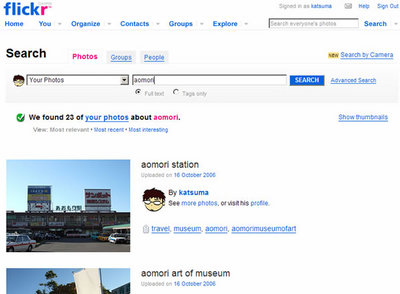 flickr
Signed in as katsuma Help Sign Out
Home You Organize Contacts Groups Explore Search everyone's photos Search
Search Photos Groups People new Search by Camera
Your Photos aomori SEARCH Advanced Search
Full text Tags only
We found 23 of your photos about aomori. Show thumbnails
View: Most relevant • Most recent • Most interesting
aomori station
Uploaded on 16 October 2006
By katsuma
See more photos, or visit his profile.
travel, museum, aomori, aomorimuseumofart
aomori art of museum
Uploaded on 16 October 2006